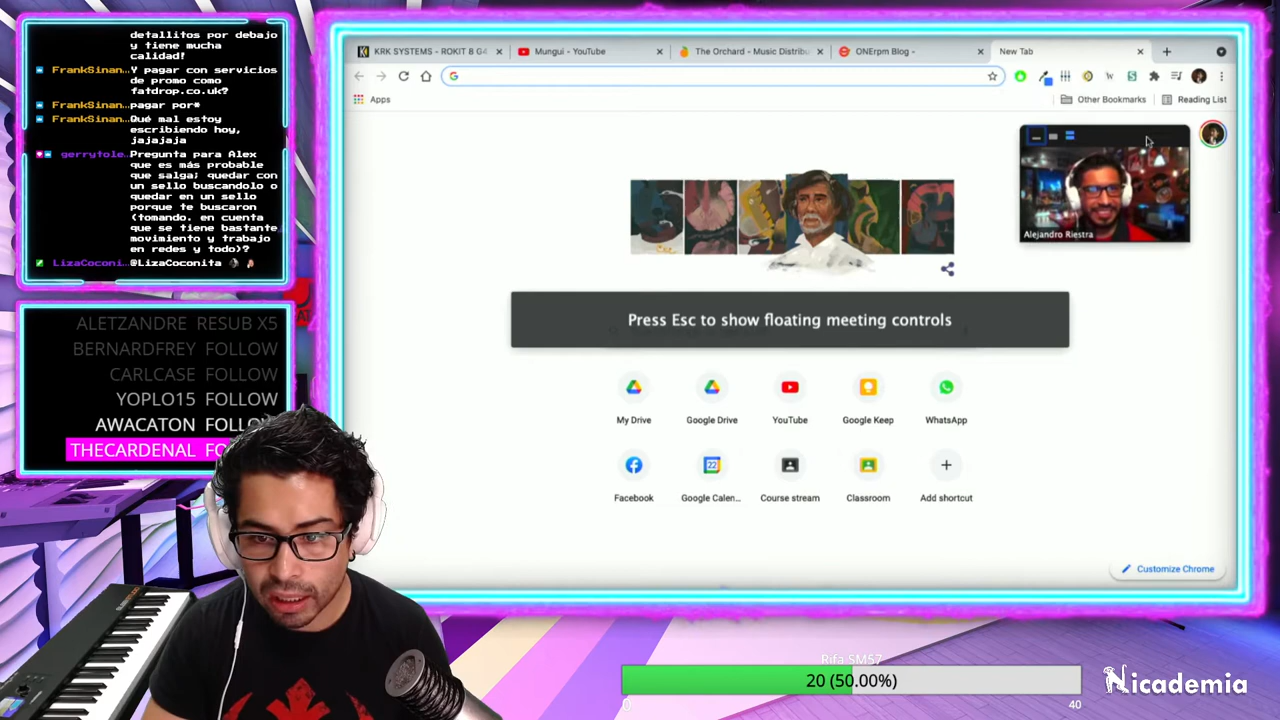 detallitos por debajo
y tiene mucha
calidad!
FrankSinan… Y pagar con servicios
de promo como
fatdrop.co.uk?
FrankSinan… pagar por*
FrankSinan… Qué mal estoy
escribiendo hoy,
jajajaja
gerrytole… Pregunta para Alex
que es más probable
que salga; quedar con
un sello buscandolo o
quedar en un sello
porque te buscaron
(tomando. en cuenta
que se tiene bastante
movimiento y trabajo
en redes y todo)?
LizaCoconi… @LizaCoconita
ALETZANDRE RESUB X5
BERNARDFREY FOLLOW
CARLCASE FOLLOW
YOPLO15 FOLLOW
AWACATON FOLLO
THECARDENAL FO
KRK SYSTEMS - ROKIT 8 G4
Mungui - YouTube
The Orchard - Music Distribu
ONErpm Blog -
New Tab
Apps
Other Bookmarks
Reading List
Alejandro Riestra
Press Esc to show floating meeting controls
My Drive
Google Drive
YouTube
Google Keep
WhatsApp
Facebook
Google Calen...
Course stream
Classroom
Add shortcut
Customize Chrome
Rifa SM57
20 (50.00%)
0
40
Nicademia